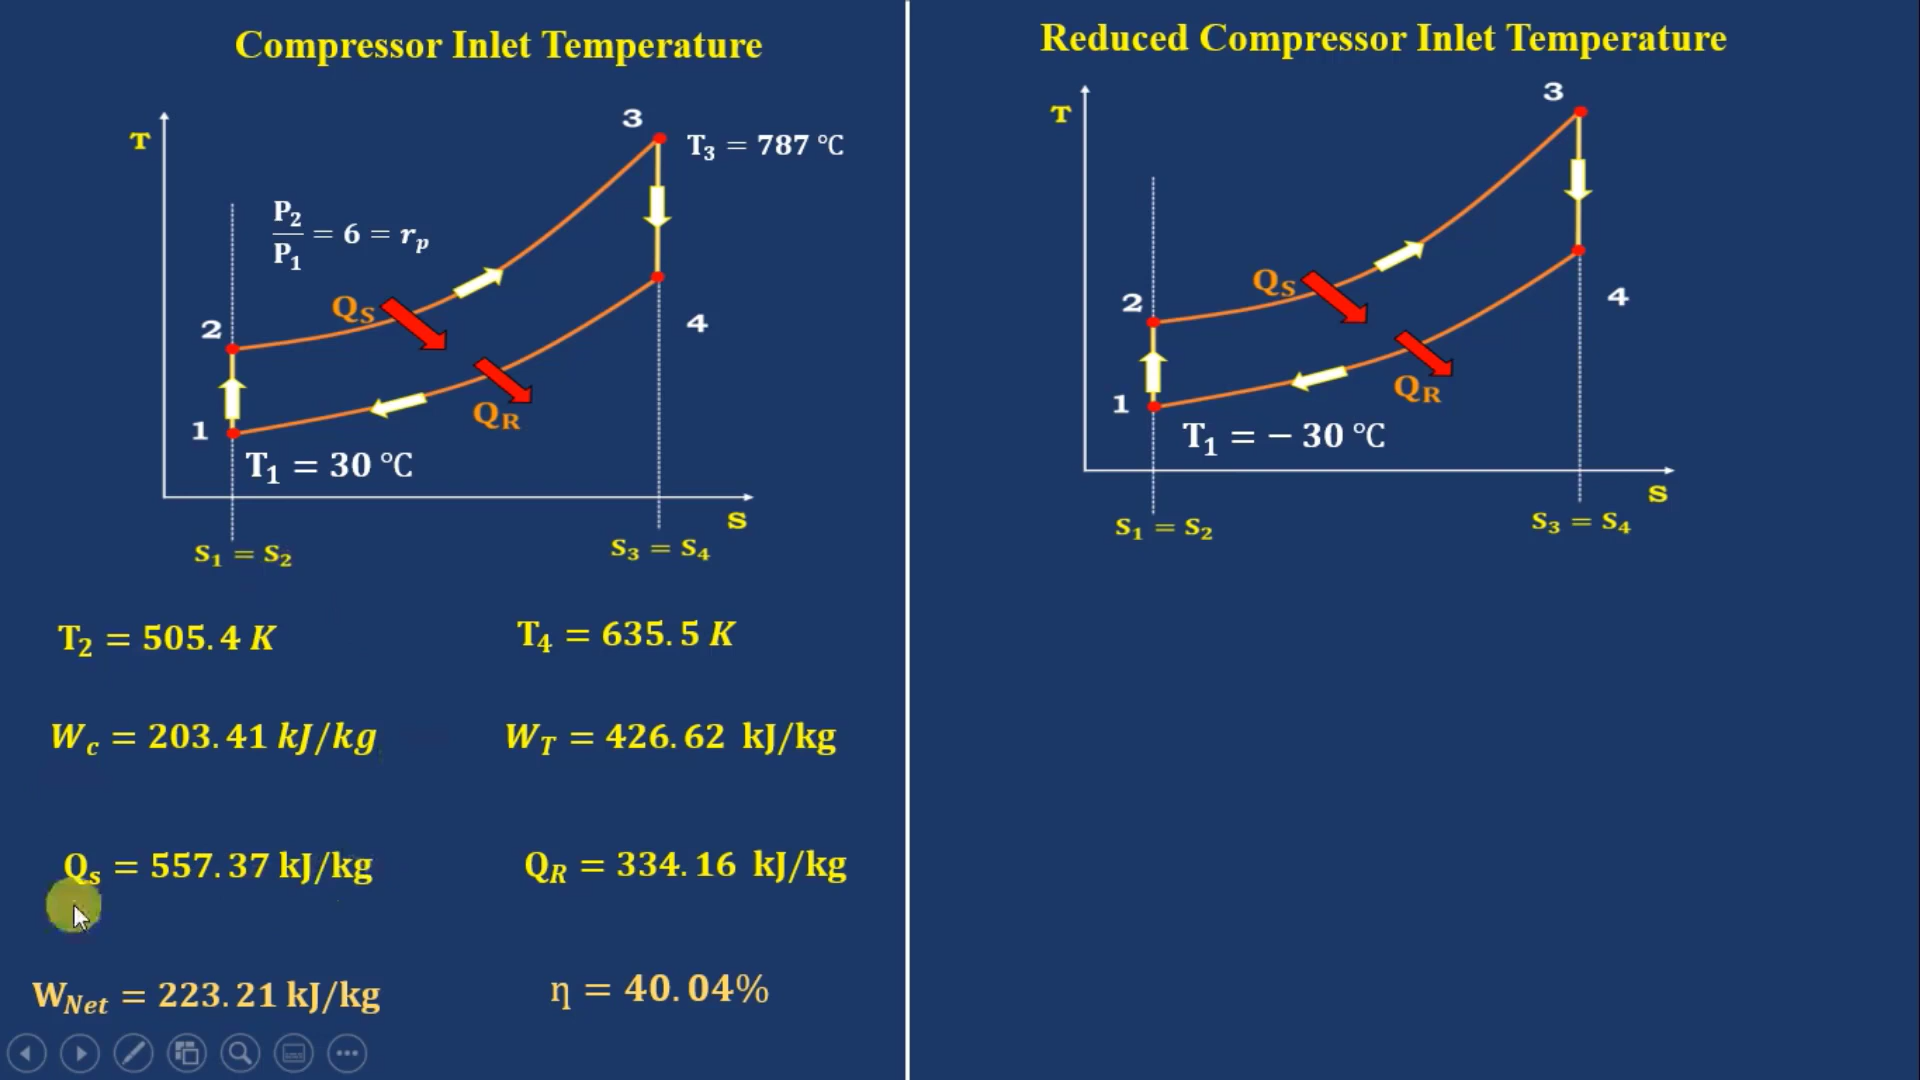 Compressor Inlet Temperature
T
3
T₃ = 787 ℃
P₂
P₁
= 6 = rₚ
Q_S
2
4
Q_R
1
T₁ = 30 ℃
S
S₁ = S₂
S₃ = S₄
T₂ = 505.4 K
T₄ = 635.5 K
W_c = 203.41 kJ/kg
W_T = 426.62 kJ/kg
Q_s = 557.37 kJ/kg
Q_R = 334.16 kJ/kg
W_Net = 223.21 kJ/kg
η = 40.04%
Reduced Compressor Inlet Temperature
T
3
Q_S
2
4
Q_R
1
T₁ = − 30 ℃
S
S₁ = S₂
S₃ = S₄